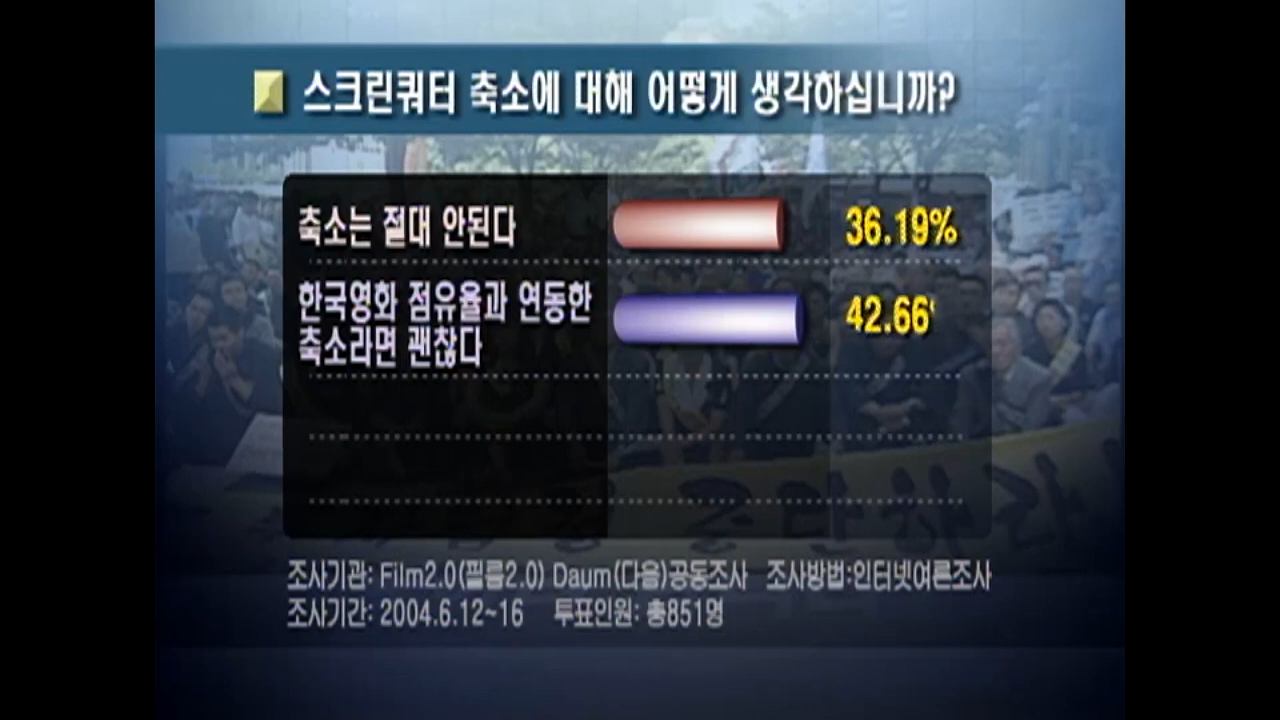 스크린쿼터 축소에 대해 어떻게 생각하십니까?
축소는 절대 안된다 36.19%
한국영화 점유율과 연동한 42.66
축소라면 괜찮다
중단하라
조사기관: Film2.0(필름2.0) Daum(다음)공동조사 조사방법:인터넷여론조사
조사기간: 2004.6.12~16 투표인원: 총851명